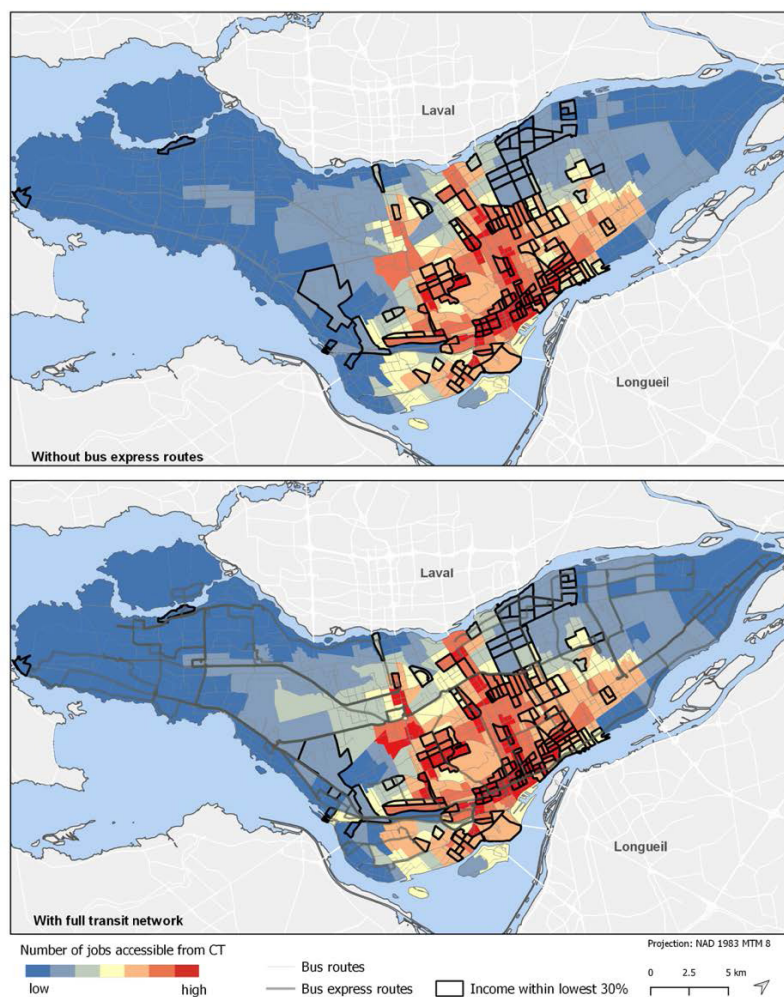 Laval
Longueil
Without bus express routes
Laval
Longueil
With full transit network
Projection: NAD 1983 MTM 8
Number of jobs accessible from CT
low high
Bus routes
Bus express routes
Income within lowest 30%
0 2.5 5 km